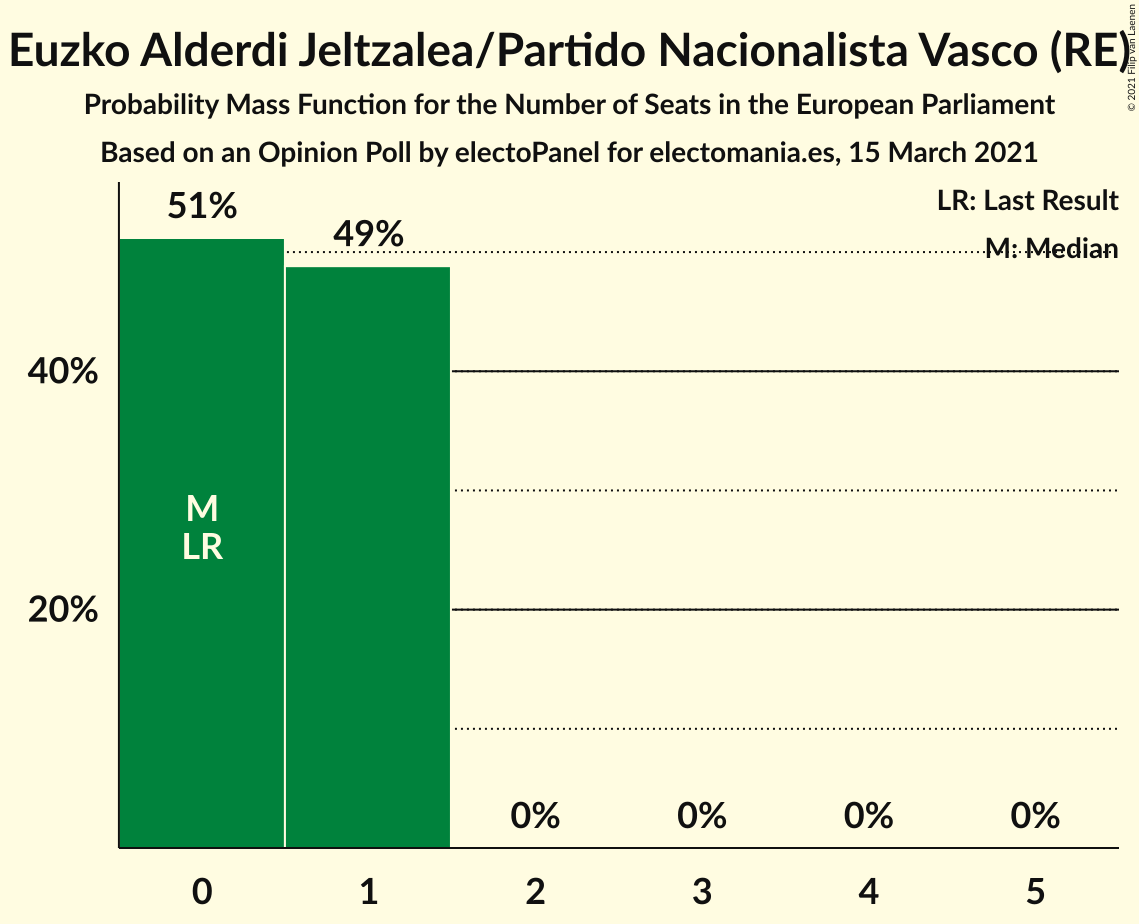 Euzko Alderdi Jeltzalea/Partido Nacionalista Vasco (RE)
© 2021 Filip van Laenen
Probability Mass Function for the Number of Seats in the European Parliament
Based on an Opinion Poll by electoPanel for electomania.es, 15 March 2021
LR: Last Result
M: Median
51%
49%
40%
20%
M
LR
0%
0%
0%
0%
0
1
2
3
4
5